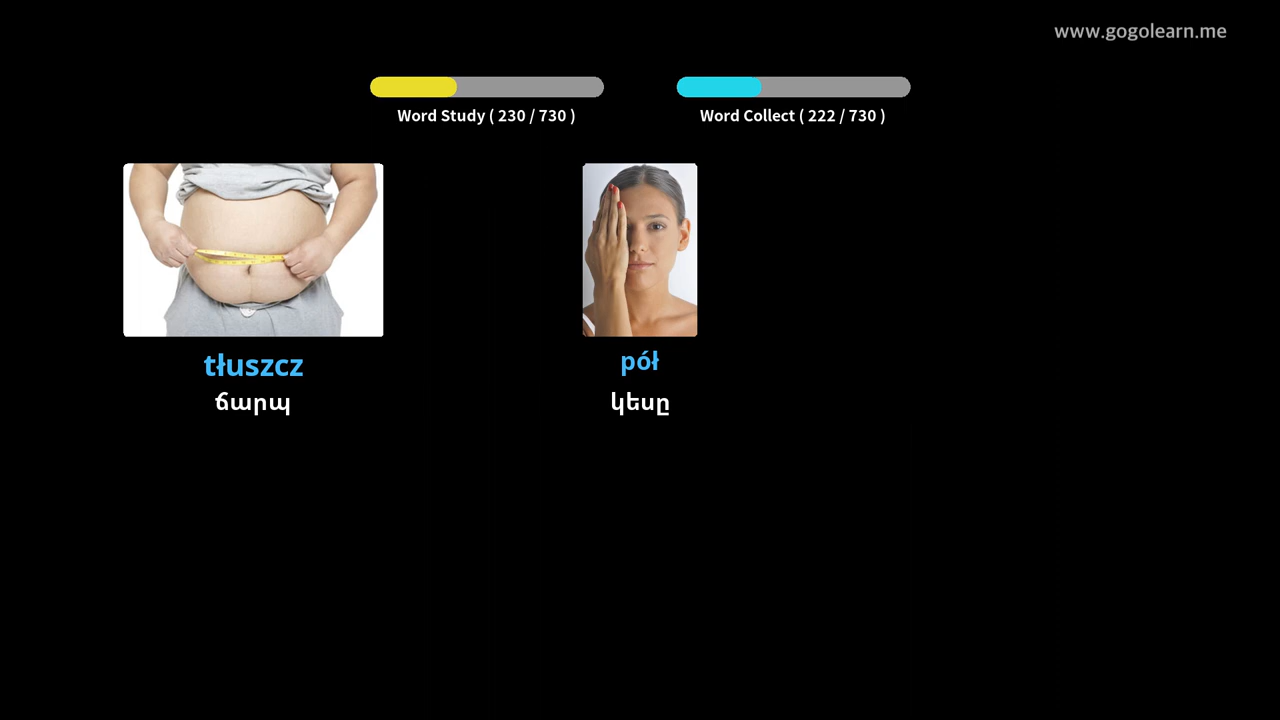 www.gogolearn.me
Word Study ( 230 / 730 )
Word Collect ( 222 / 730 )
tłuszcz
ճարպ
pół
կեսը